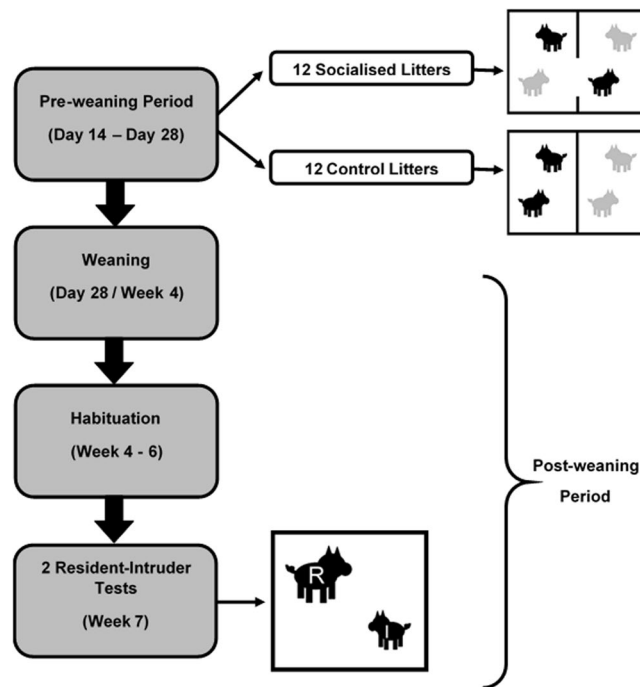 Pre-weaning Period
(Day 14 – Day 28)
12 Socialised Litters
12 Control Litters
Weaning
(Day 28 / Week 4)
Habituation
(Week 4 - 6)
Post-weaning
Period
2 Resident-Intruder
Tests
(Week 7)
R
I